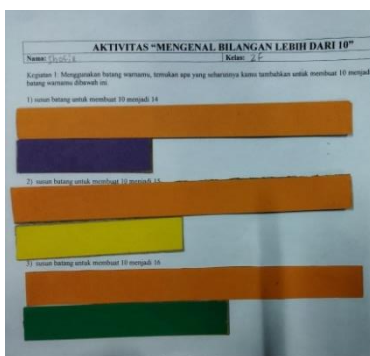 AKTIVITAS "MENGENAL BILANGAN LEBIH DARI 10"
Nama: Kelas: 2F
Kegiatan 1: Menggunakan batang warnamu, temukan apa yang seharusnya kamu tambahkan untuk membuat 10 menjadi
batang warnamu dibawah ini.
1) susun batang untuk membuat 10 menjadi 14
2) susun batang untuk membuat 10 menjadi 15
3) susun batang untuk membuat 10 menjadi 16